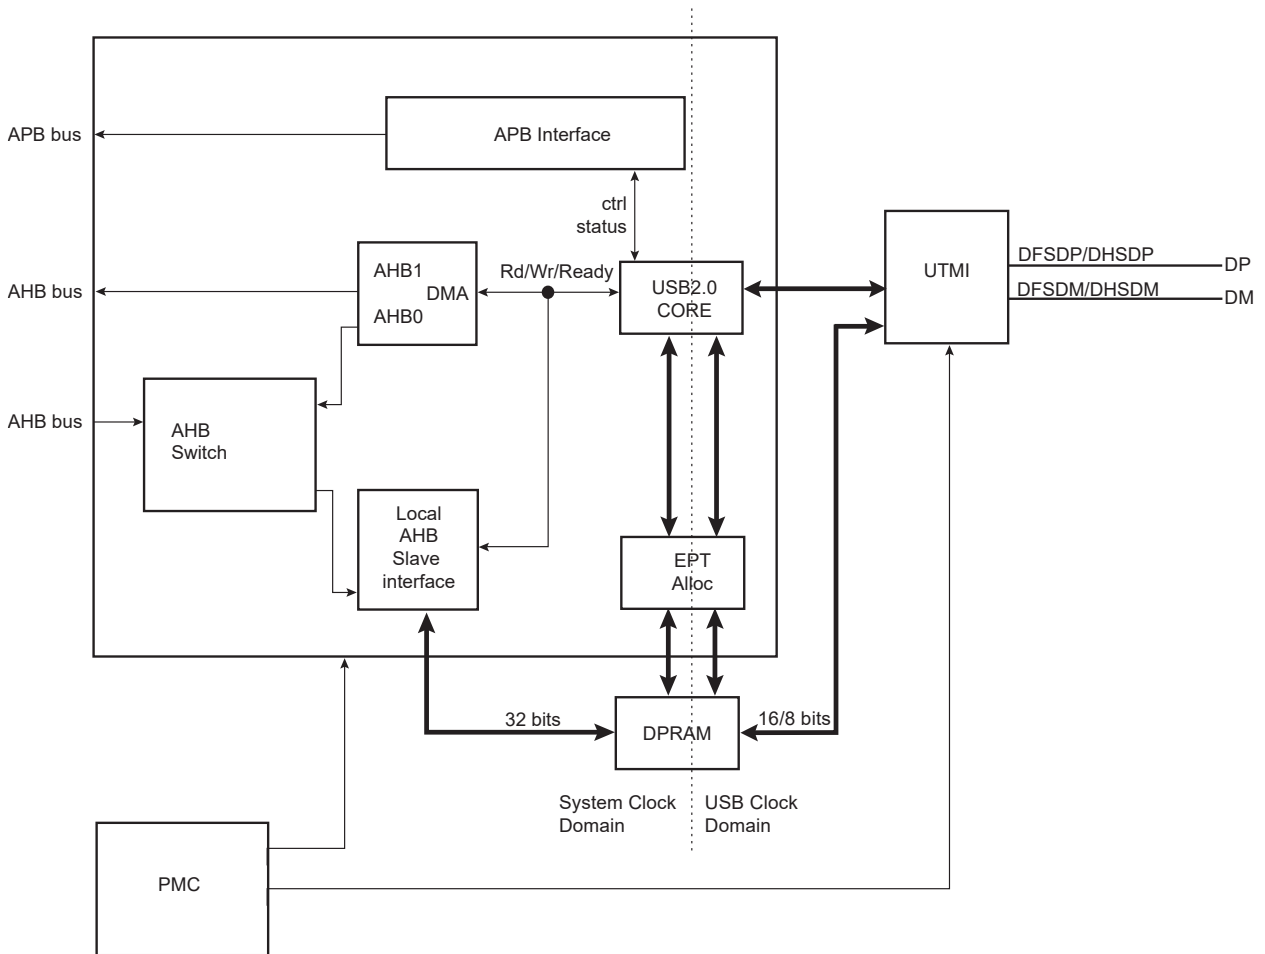 APB bus
APB Interface
ctrl
status
AHB bus
AHB1
DMA
AHB0
Rd/Wr/Ready
USB2.0
CORE
UTMI
DFSDP/DHSDP
DP
DFSDM/DHSDM
DM
AHB bus
AHB
Switch
Local
AHB
Slave
interface
EPT
Alloc
32 bits
DPRAM
16/8 bits
System Clock
Domain
USB Clock
Domain
PMC